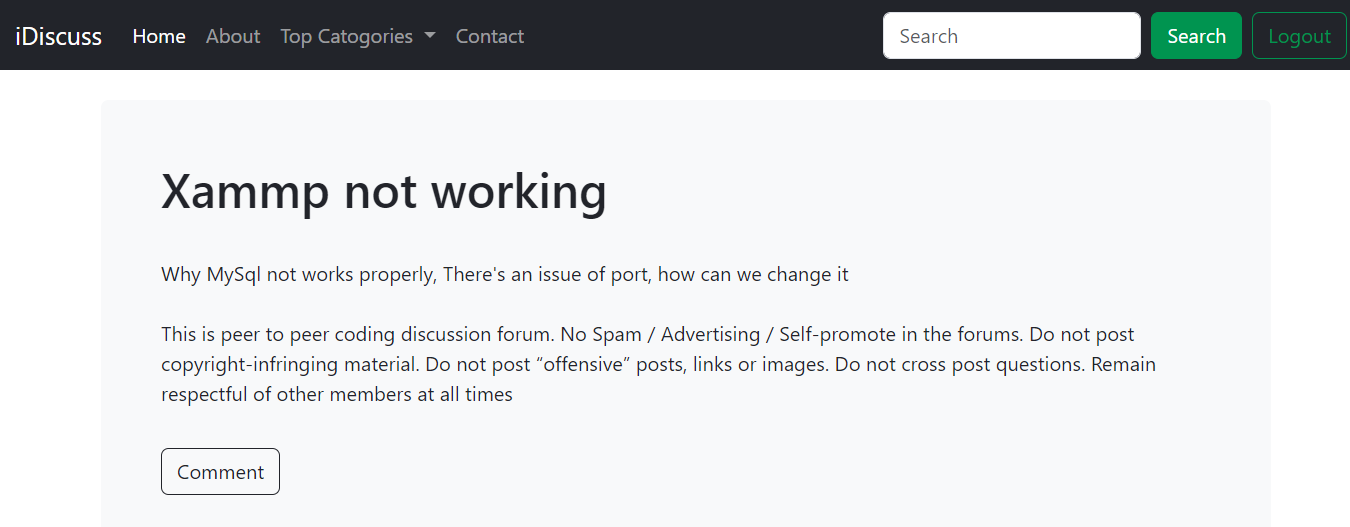 iDiscuss Home About Top Catogories Contact Search Search Logout
Xammp not working
Why MySql not works properly, There's an issue of port, how can we change it
This is peer to peer coding discussion forum. No Spam / Advertising / Self-promote in the forums. Do not post
copyright-infringing material. Do not post “offensive” posts, links or images. Do not cross post questions. Remain
respectful of other members at all times
Comment